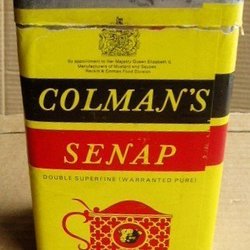 By appointment to Her Majesty Queen Elizabeth II
Manufacturers of Mustard and Sauces
Reckitt & Colman Food Division
COLMAN'S
SENAP
DOUBLE SUPERFINE (WARRANTED PURE)